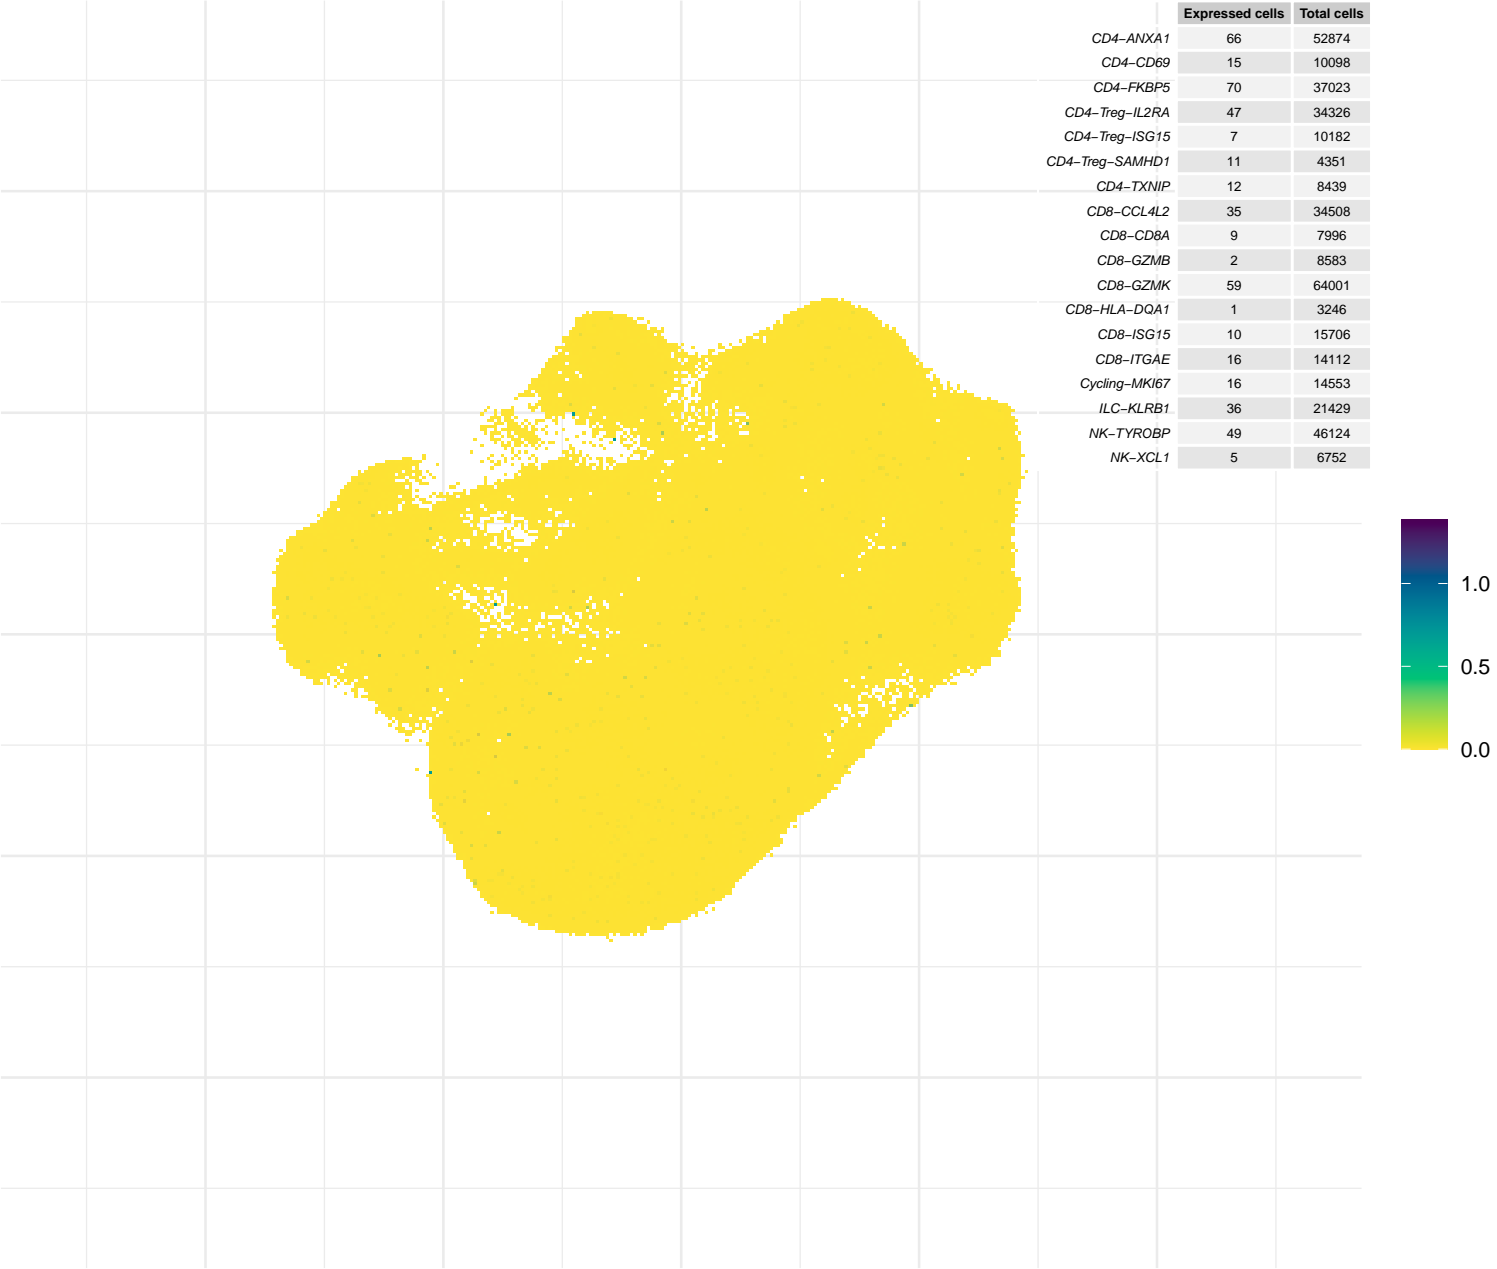 Expressed cells Total cells
CD4−ANXA1 66 52874
CD4−CD69 15 10098
CD4−FKBP5 70 37023
CD4−Treg−IL2RA 47 34326
CD4−Treg−ISG15 7 10182
CD4−Treg−SAMHD1 11 4351
CD4−TXNIP 12 8439
CD8−CCL4L2 35 34508
CD8−CD8A 9 7996
CD8−GZMB 2 8583
CD8−GZMK 59 64001
CD8−HLA−DQA1 1 3246
CD8−ISG15 10 15706
CD8−ITGAE 16 14112
Cycling−MKI67 16 14553
ILC−KLRB1 36 21429
NK−TYROBP 49 46124
NK−XCL1 5 6752
1.0
0.5
0.0